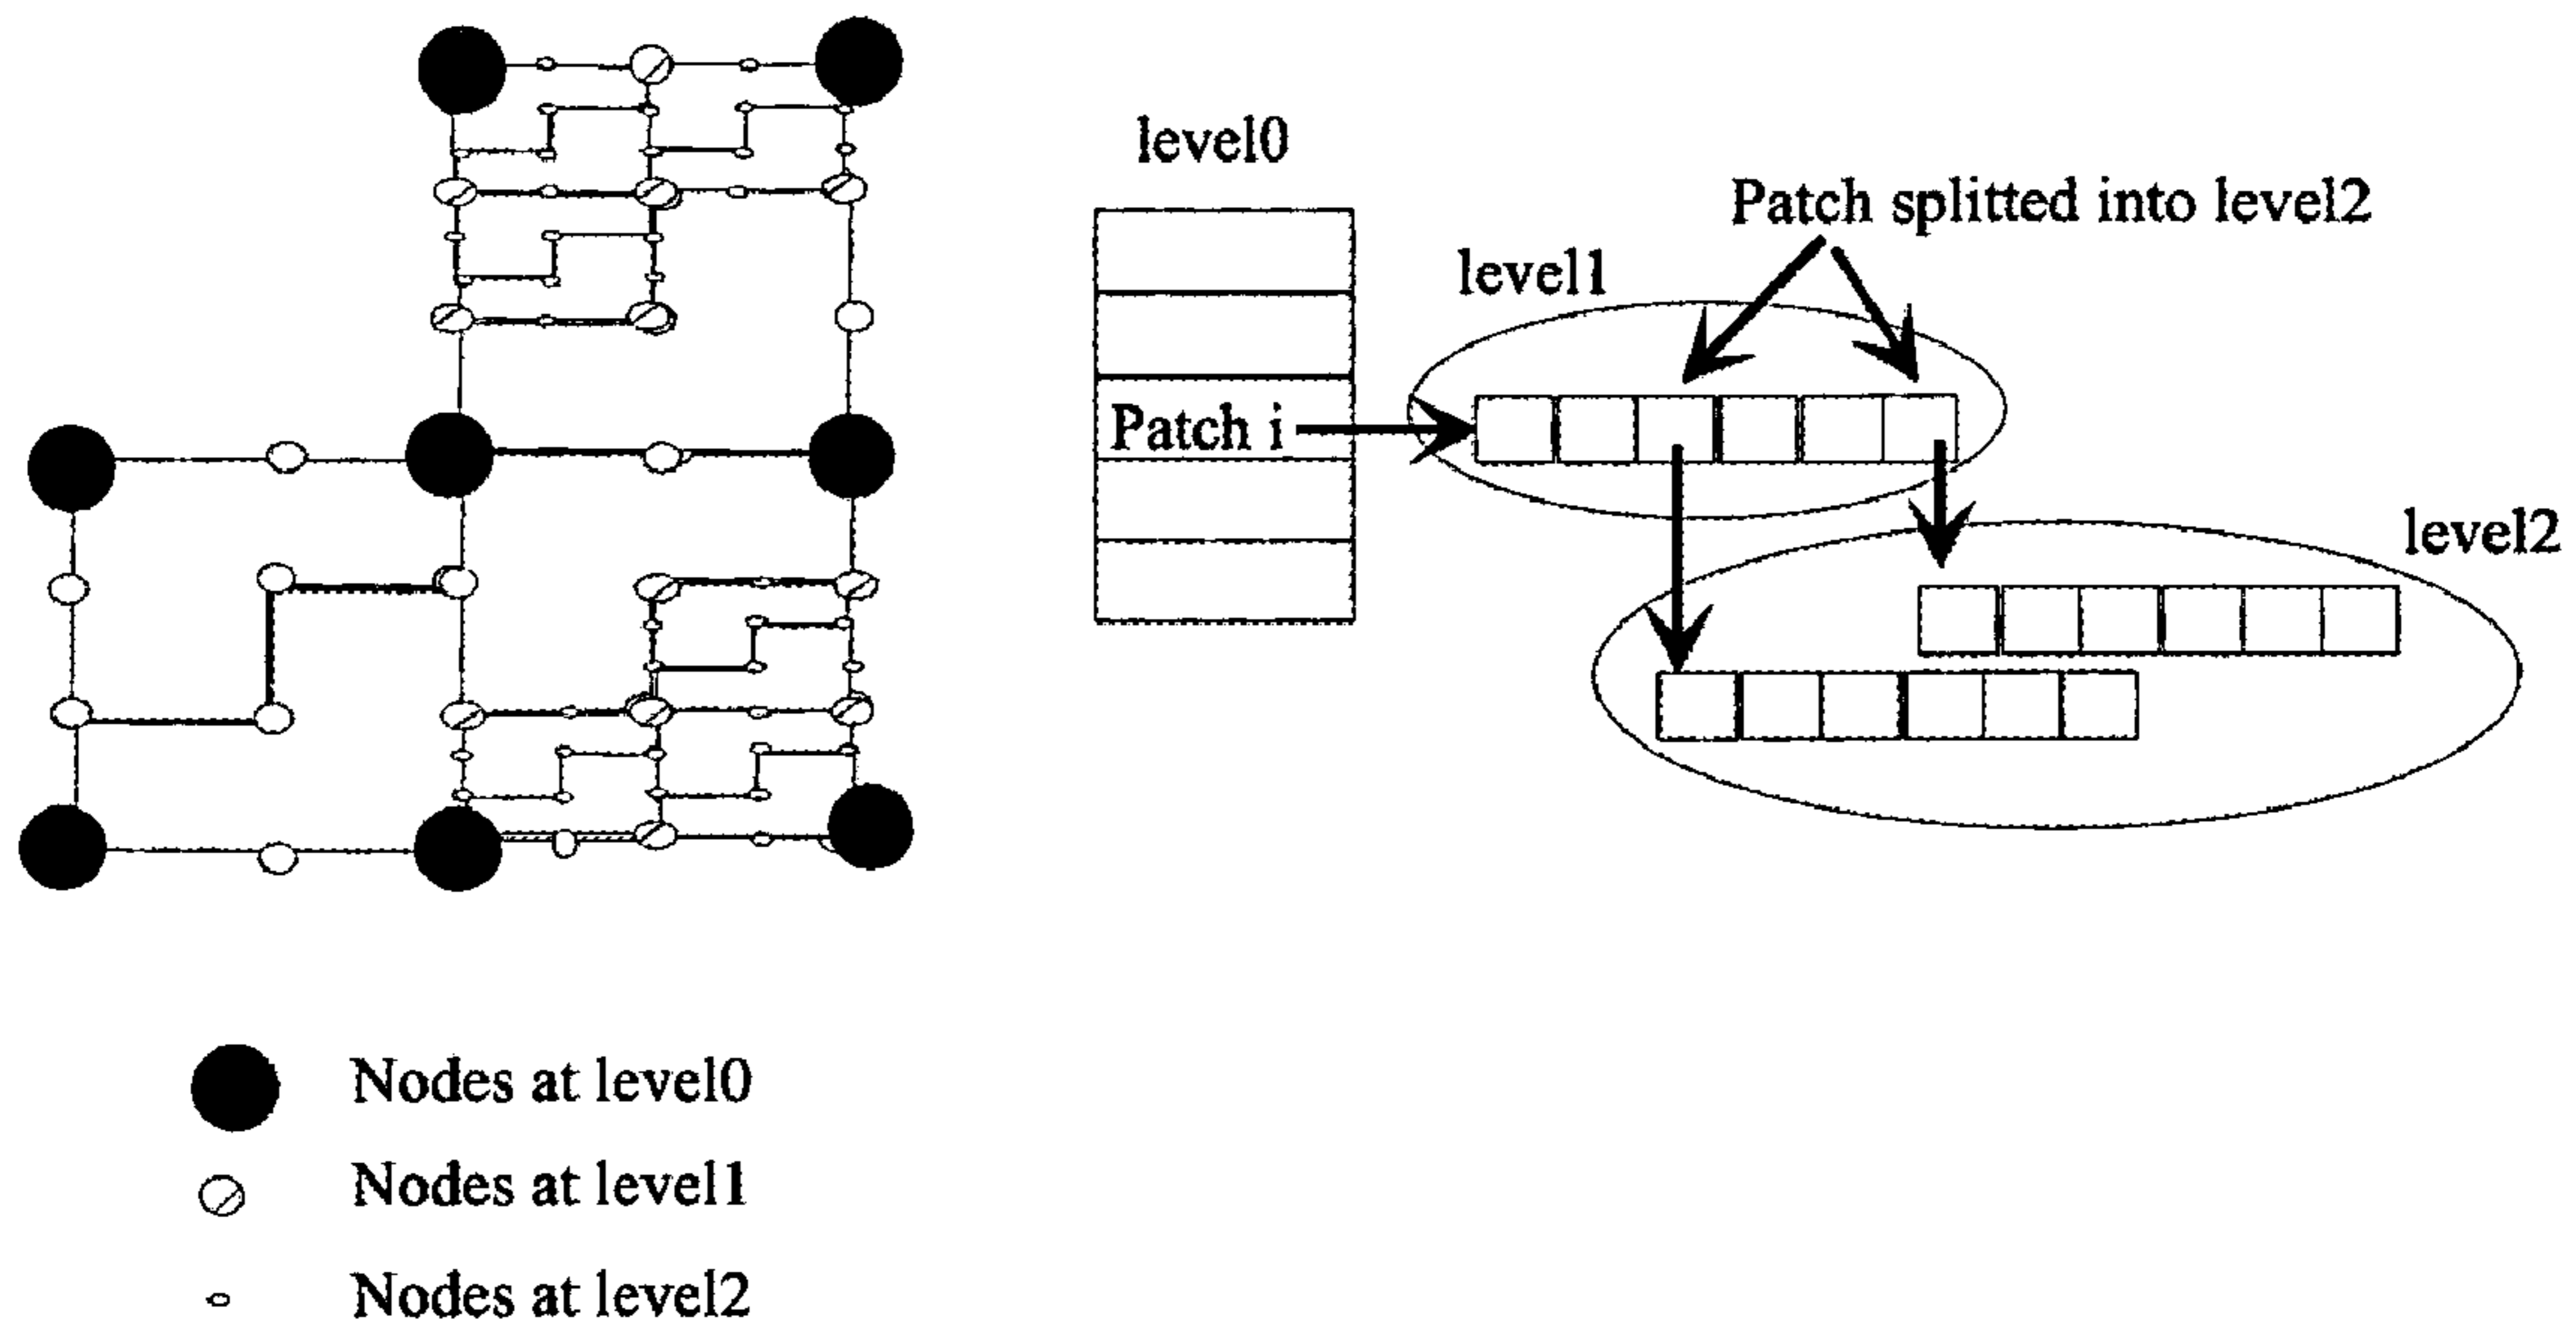 level0
Patch splitted into level2
level1
Patch i
level2
Nodes at level0
Nodes at level1
Nodes at level2